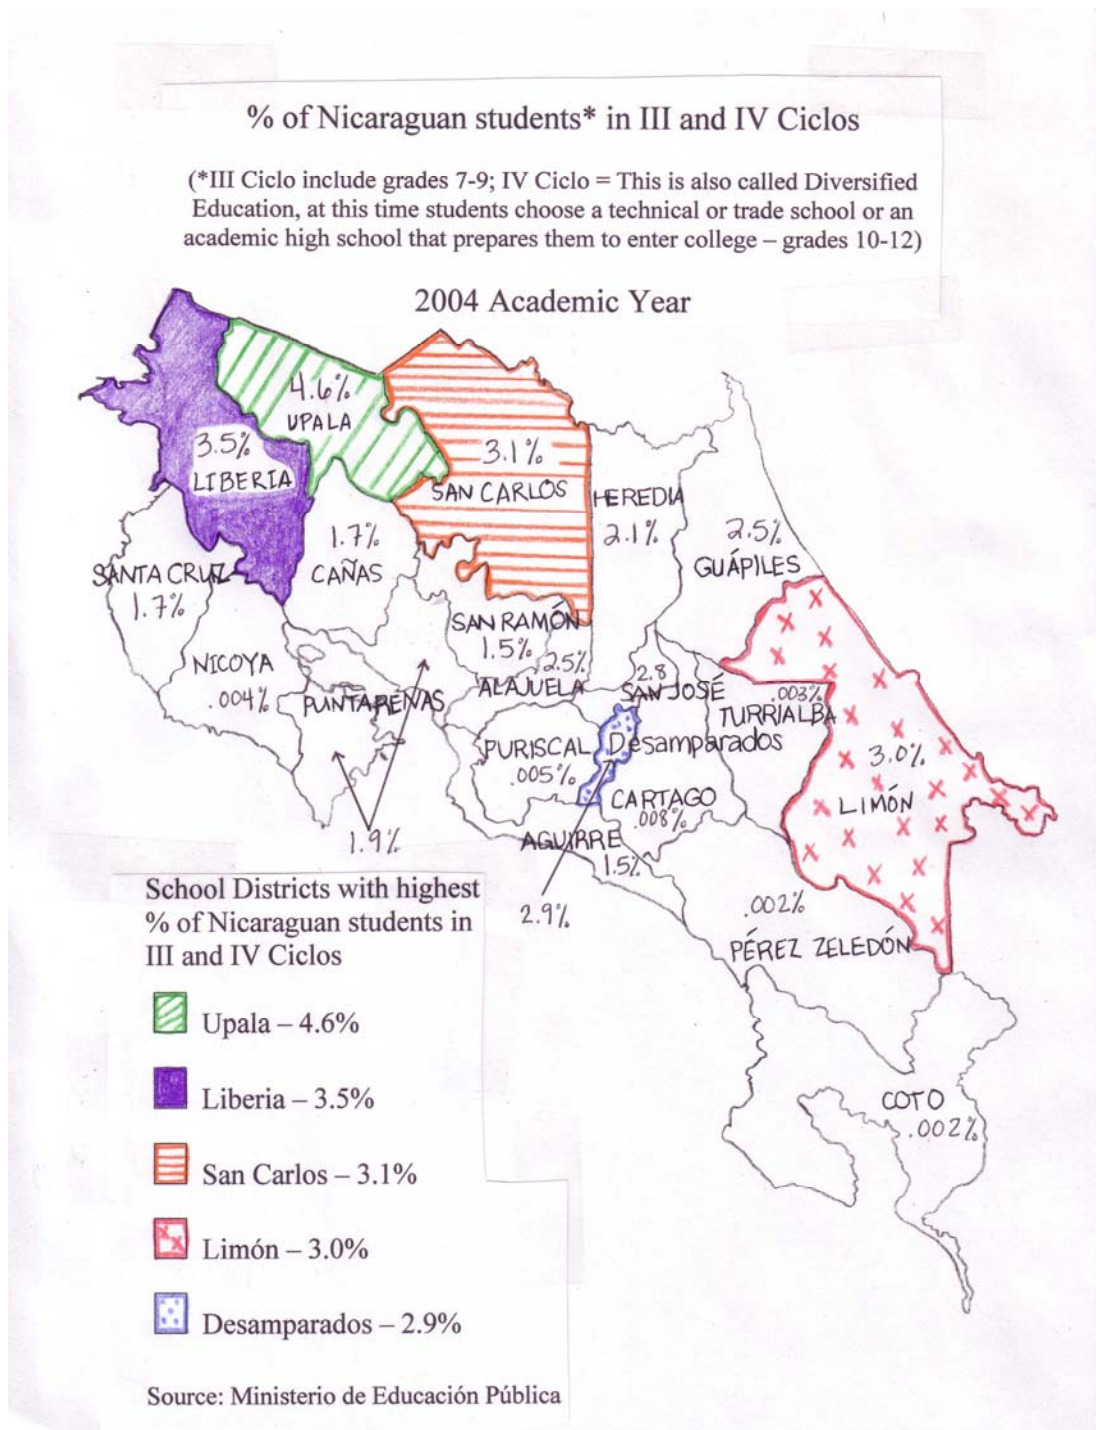 % of Nicaraguan students* in III and IV Ciclos
(*III Ciclo include grades 7-9; IV Ciclo = This is also called Diversified
Education, at this time students choose a technical or trade school or an
academic high school that prepares them to enter college – grades 10-12)
2004 Academic Year
4.6%
UPALA
3.5%
LIBERIA
3.1%
SAN CARLOS
HEREDIA
2.1%
2.5%
GUÁPILES
1.7%
CAÑAS
SANTA CRUZ
1.7%
SAN RAMÓN
1.5%
2.5%
ALAJUELA
NICOYA
.004%
PUNTARENAS
1.9%
2.8
SAN JOSÉ
.003%
TURRIALBA
PURISCAL
.005%
Desamparados
3.0%
LIMÓN
CARTAGO
.008%
AGUIRRE
1.5%
2.9%
.002%
PÉREZ ZELEDÓN
COTO
.002%
School Districts with highest
% of Nicaraguan students in
III and IV Ciclos
Upala – 4.6%
Liberia – 3.5%
San Carlos – 3.1%
Limón – 3.0%
Desamparados – 2.9%
Source: Ministerio de Educación Pública